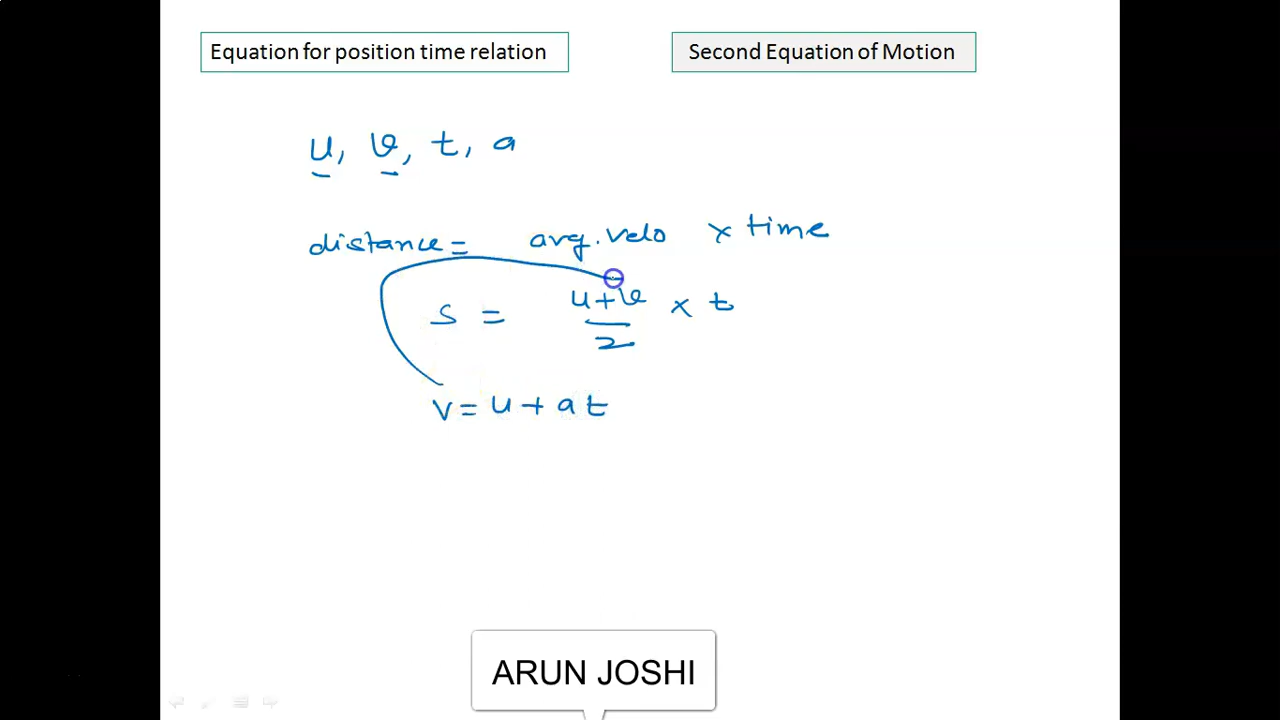 Equation for position time relation
Second Equation of Motion
u, v, t, a
distance = avg. velo x time
s = u+v/2 x t
v = u + at
ARUN JOSHI